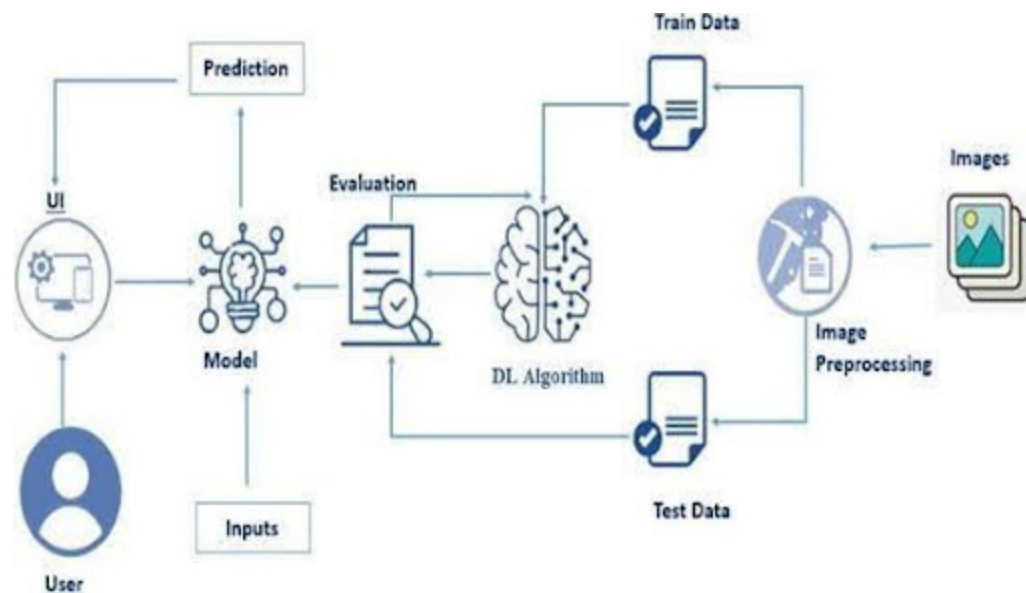 Train Data
Prediction
Images
Evaluation
UI
Image
Preprocessing
Model
DL Algorithm
Test Data
Inputs
User